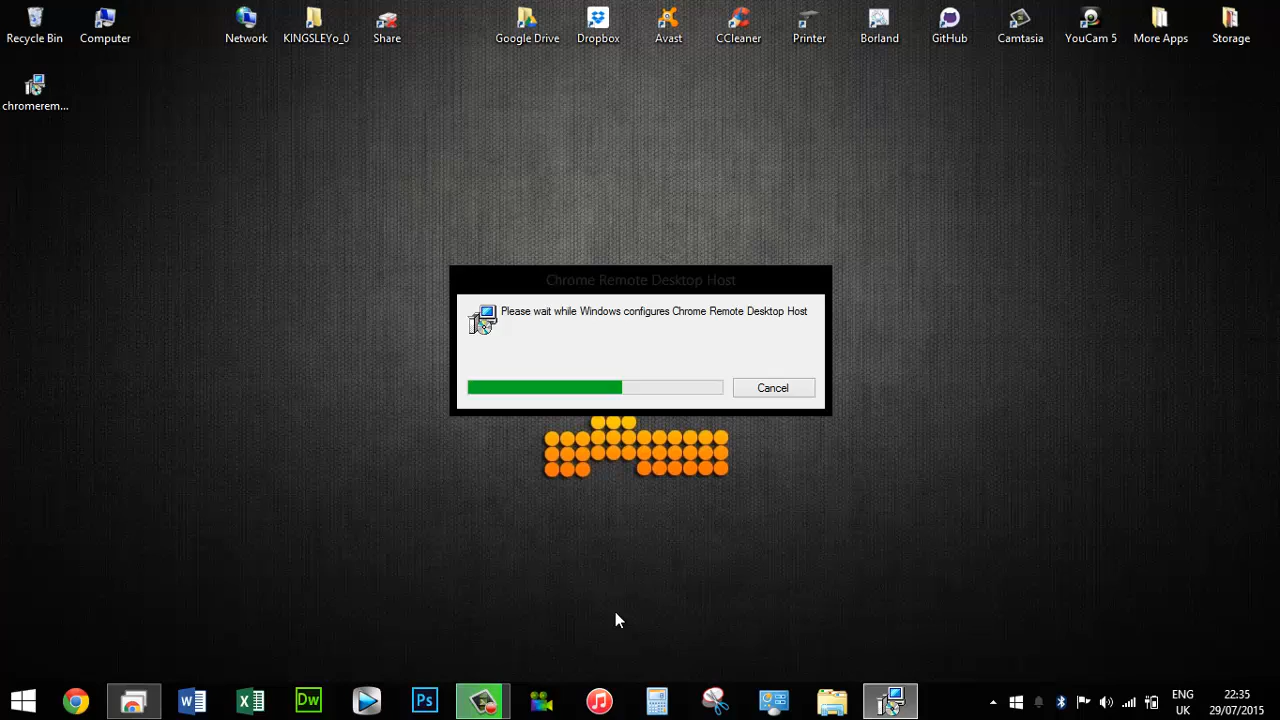 Recycle Bin
Computer
Network
KINGSLEYo_0
Share
Google Drive
Dropbox
Avast
CCleaner
Printer
Borland
GitHub
Camtasia
YouCam 5
More Apps
Storage
chromerem...
Chrome Remote Desktop Host
Please wait while Windows configures Chrome Remote Desktop Host
Cancel
Dw
Ps
ENG
UK
22:35
29/07/2015